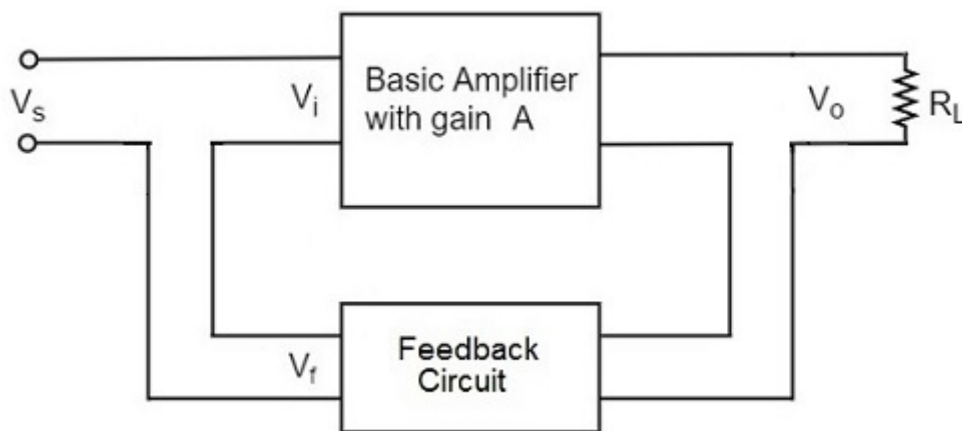 Basic Amplifier
with gain A
Vs
Vi
Vo
RL
Vf
Feedback
Circuit